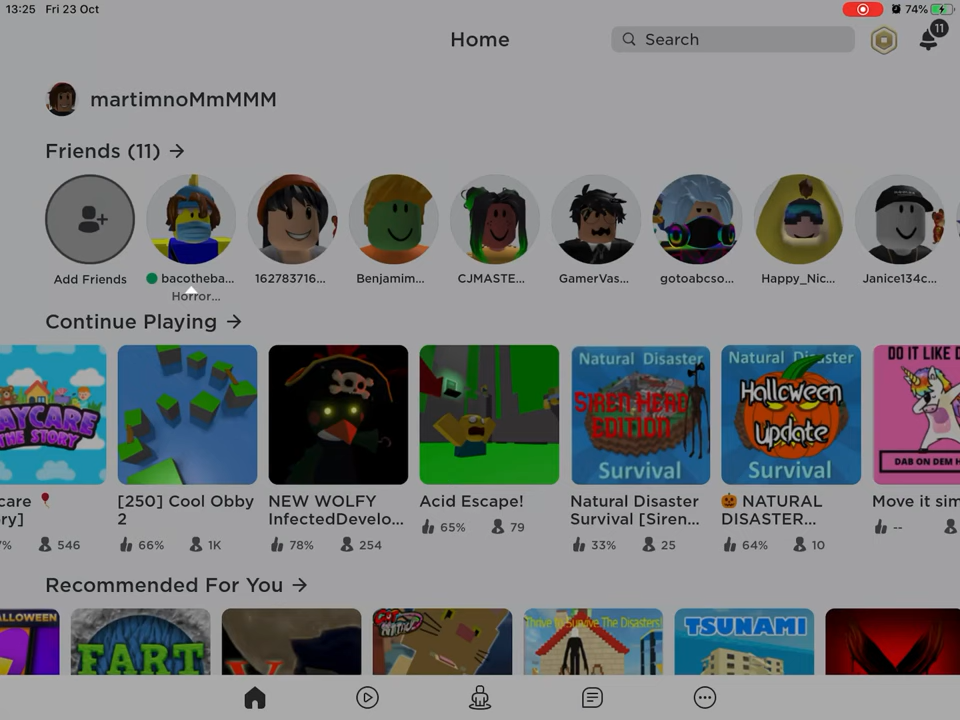 13:25 Fri 23 Oct
74%
Home
Search
11
martimnoMmMMM
Friends (11)
Add Friends
bacotheba...
162783716...
Benjamim...
CJMASTE...
GamerVas...
gotoabcso...
Happy_Nic...
Janice134c...
Horror...
Continue Playing
AYCARE
THE STORY
Natural Disaster
SIREN HEAD
EDITION
Survival
Natural Disaster
Halloween
Update
Survival
DO IT LIKE
DAB ON DEM H
care
ry]
[250] Cool Obby
2
NEW WOLFY
InfectedDevelo...
Acid Escape!
Natural Disaster
Survival [Siren...
NATURAL
DISASTER...
Move it sim
7%
546
66%
1K
78%
254
65%
79
33%
25
64%
10
--
Recommended For You
ALLOWEEN
FART
Thrive To Survive The Disasters!
TSUNAMI